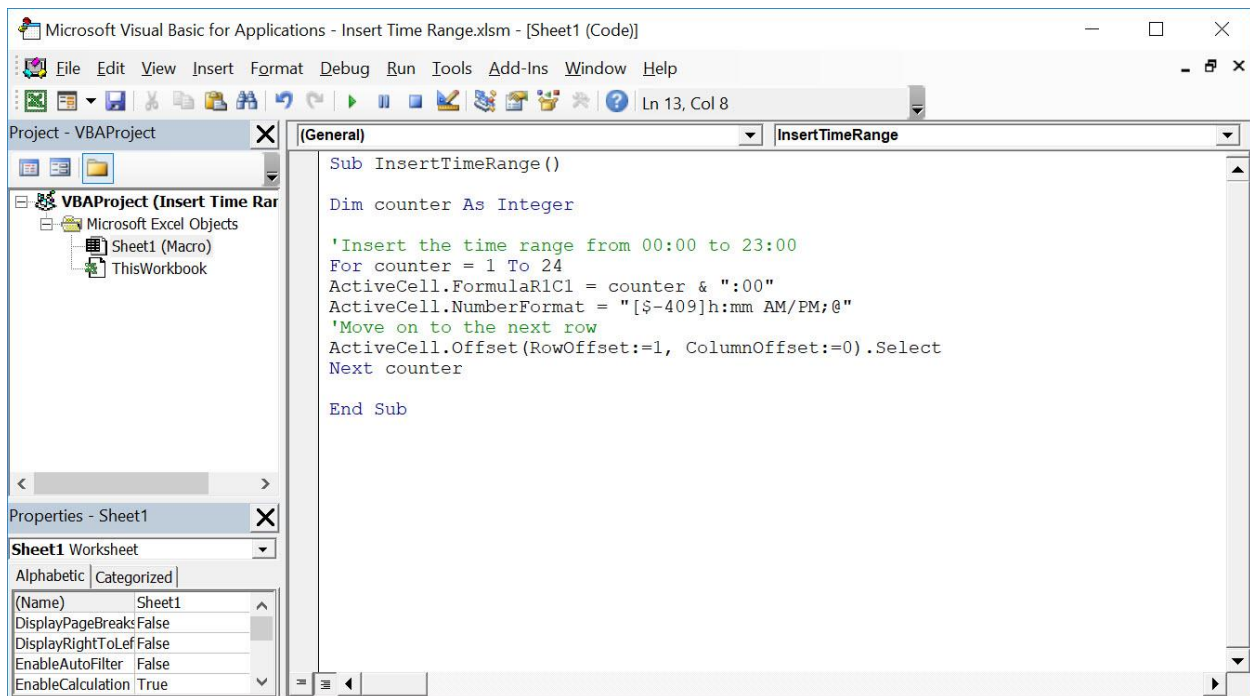 Microsoft Visual Basic for Applications - Insert Time Range.xlsm - [Sheet1 (Code)]
File Edit View Insert Format Debug Run Tools Add-Ins Window Help
Ln 13, Col 8
Project - VBAProject
VBAProject (Insert Time Ran
Microsoft Excel Objects
Sheet1 (Macro)
ThisWorkbook
(General)
InsertTimeRange
Sub InsertTimeRange()
Dim counter As Integer
'Insert the time range from 00:00 to 23:00
For counter = 1 To 24
ActiveCell.FormulaR1C1 = counter & ":00"
ActiveCell.NumberFormat = "[$-409]h:mm AM/PM;@"
'Move on to the next row
ActiveCell.Offset(RowOffset:=1, ColumnOffset:=0).Select
Next counter
End Sub
Properties - Sheet1
Sheet1 Worksheet
Alphabetic Categorized
(Name) Sheet1
DisplayPageBreaks False
DisplayRightToLef False
EnableAutoFilter False
EnableCalculation True